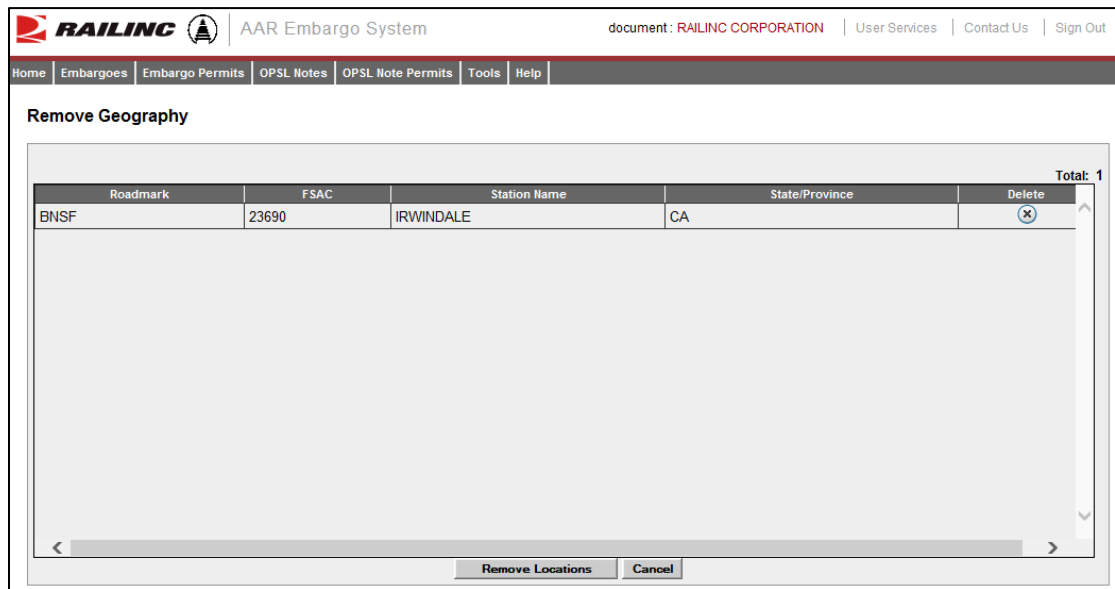 RAILINC AAR Embargo System document : RAILINC CORPORATION User Services Contact Us Sign Out
Home Embargoes Embargo Permits OPSL Notes OPSL Note Permits Tools Help
Remove Geography
Total: 1
Roadmark FSAC Station Name State/Province Delete
BNSF 23690 IRWINDALE CA
Remove Locations Cancel